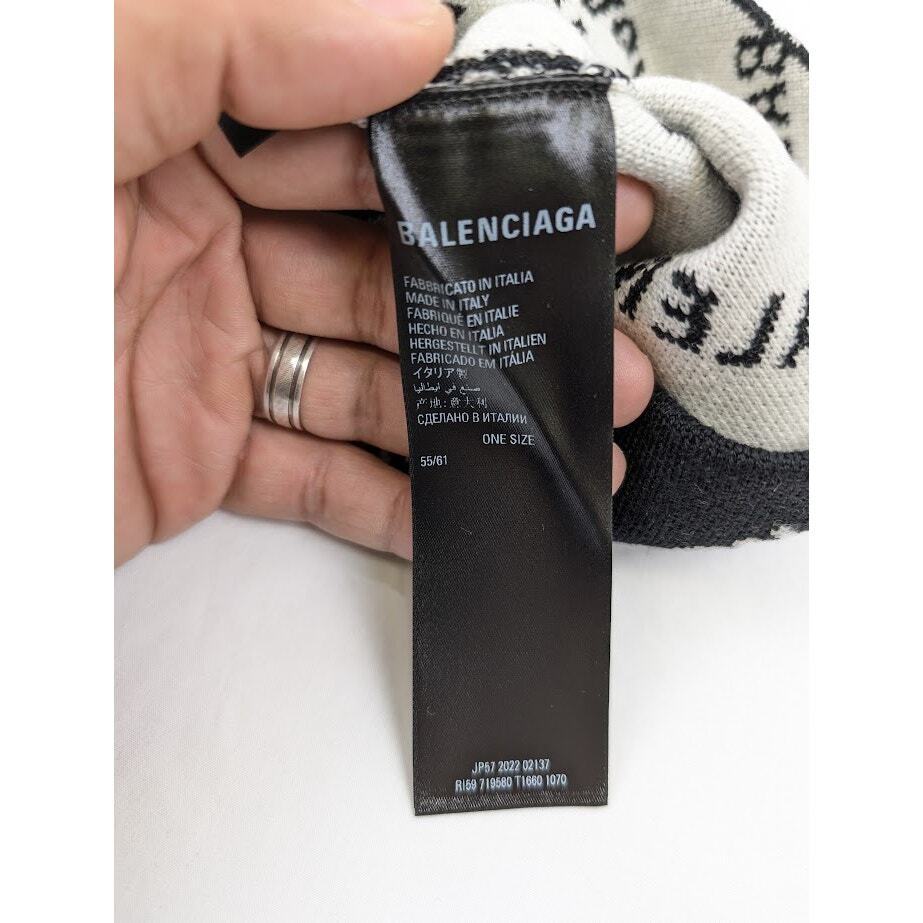 BALENCIAGA
FABBRICATO IN ITALIA
MADE IN ITALY
FABRIQUÉ EN ITALIE
HECHO EN ITALIA
HERGESTELLT IN ITALIEN
FABRICADO EM ITÁLIA
イタリア製
صنع في ايطاليا
产地: 意大利
СДЕЛАНО В ИТАЛИИ
ONE SIZE
55/61
JP57 2022 02137
RI59 719580 T1660 1070